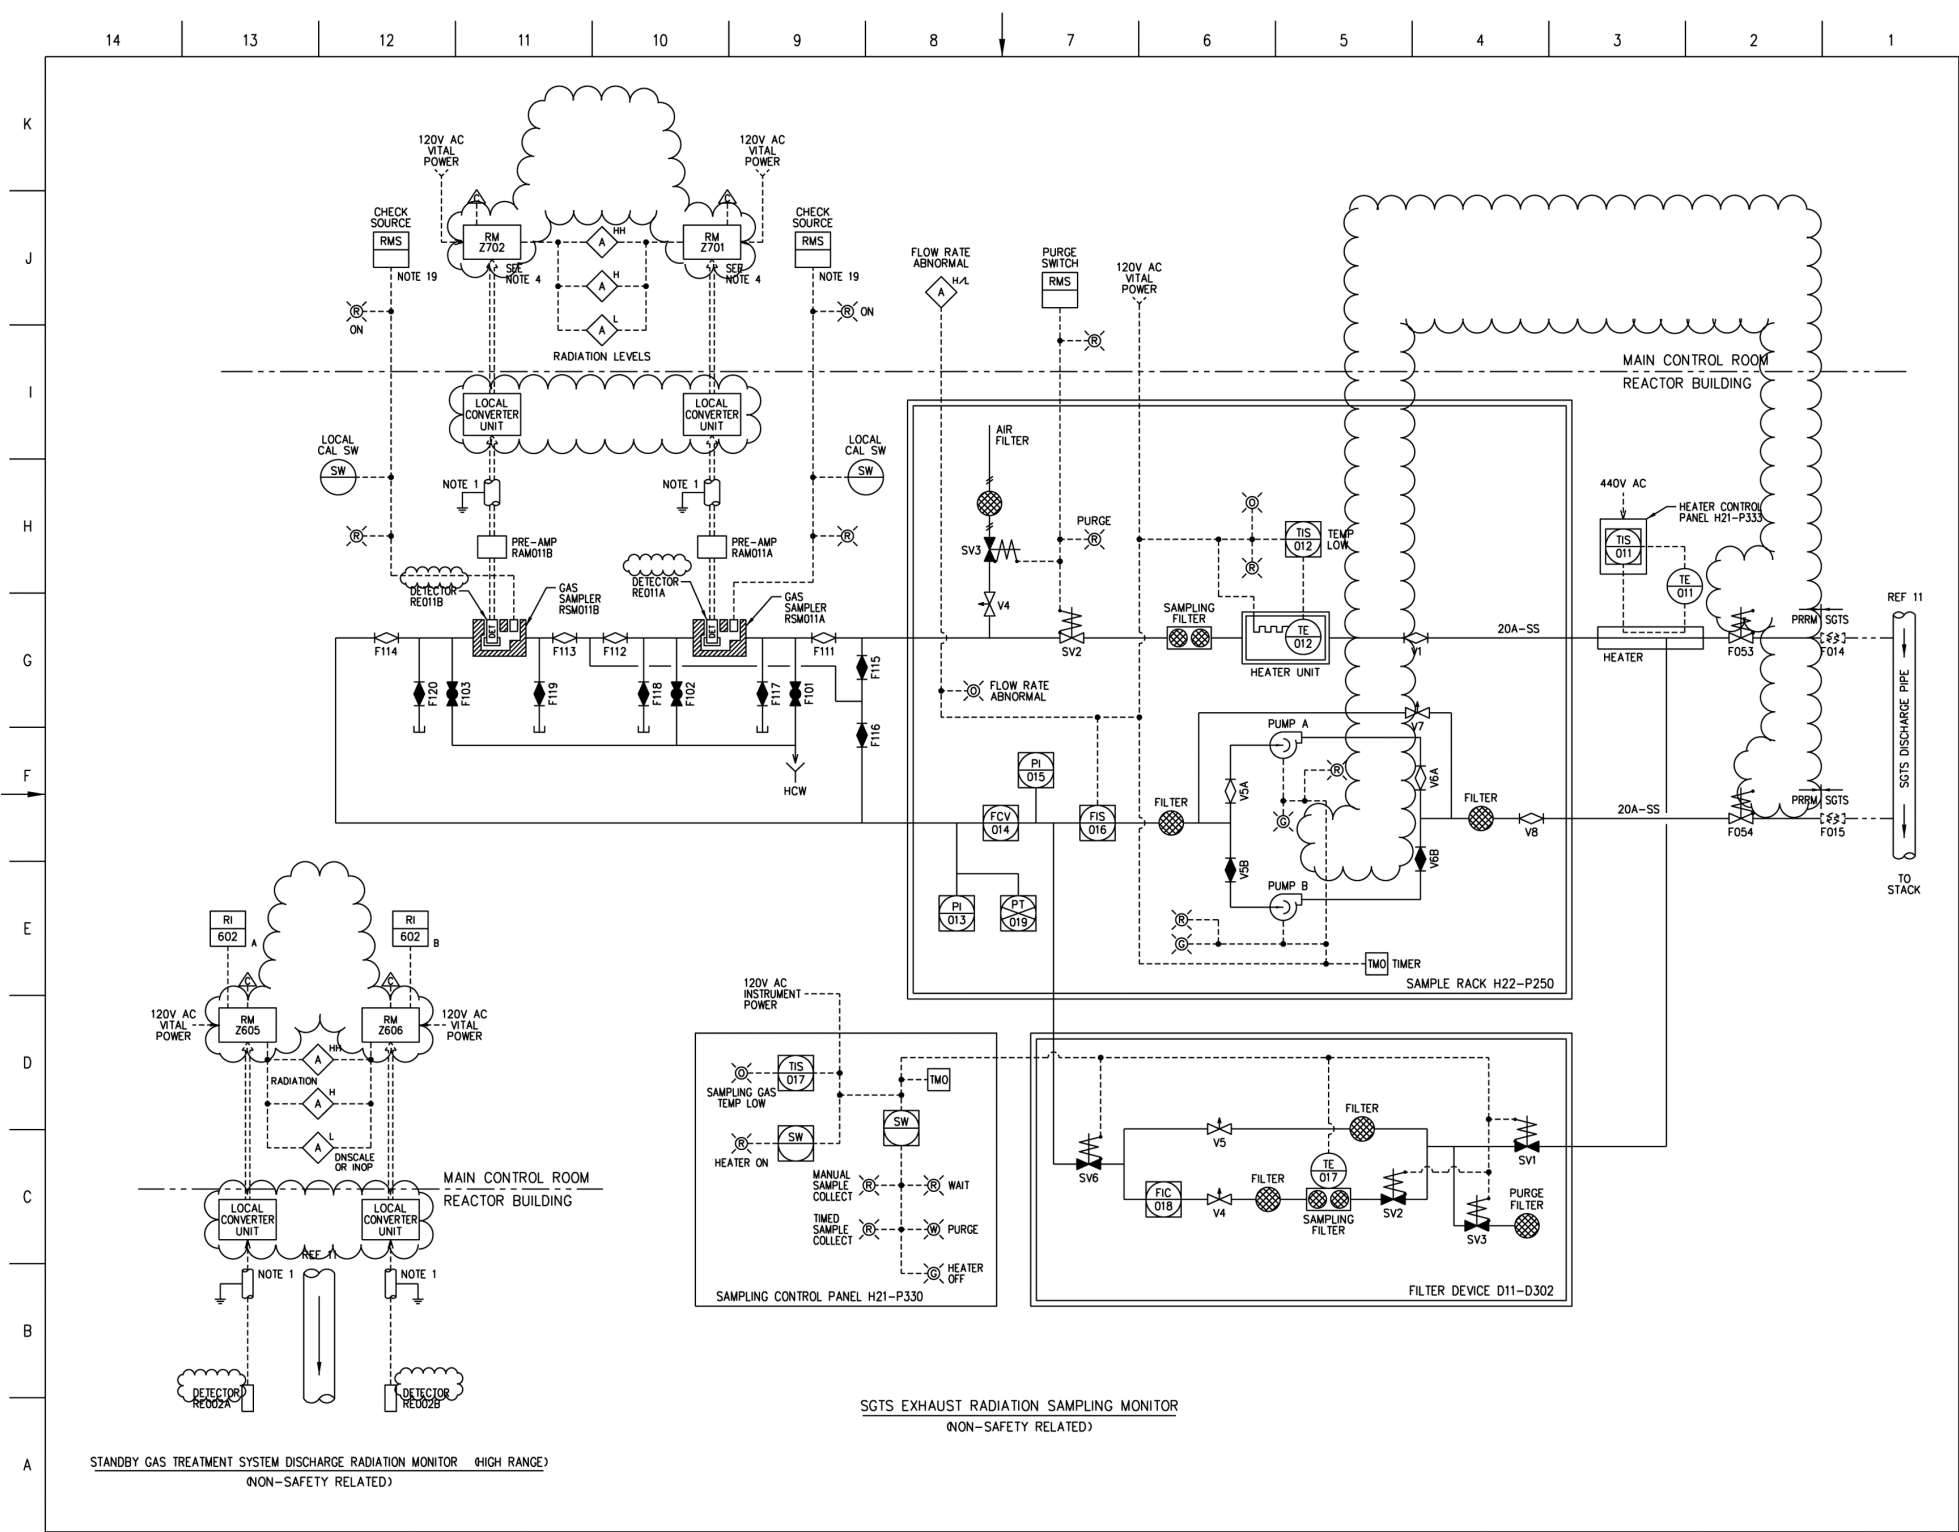 14 13 12 11 10 9 8 7 6 5 4 3 2 1
K
J
I
H
G
F
E
D
C
B
A
120V AC
VITAL
POWER
120V AC
VITAL
POWER
CHECK
SOURCE
RMS
NOTE 19
C
RM
Z702
SEE
NOTE 4
A HH
A H
A L
RADIATION LEVELS
C
RM
Z701
SEE
NOTE 4
CHECK
SOURCE
RMS
NOTE 19
R
ON
R ON
FLOW RATE
ABNORMAL
A H/L
PURGE
SWITCH
RMS
R
120V AC
VITAL
POWER
MAIN CONTROL ROOM
REACTOR BUILDING
LOCAL
CONVERTER
UNIT
LOCAL
CONVERTER
UNIT
LOCAL
CAL SW
SW
LOCAL
CAL SW
SW
NOTE 1
NOTE 1
R
R
PRE-AMP
RAM011B
PRE-AMP
RAM011A
DETECTOR
RE011B
GAS
SAMPLER
RSM011B
DETECTOR
RE011A
GAS
SAMPLER
RSM011A
DET
DET
F114
F113
F112
F111
F120
F103
F119
F118
F102
F117
F101
F115
F116
HCW
AIR
FILTER
SV3
PURGE
R
V4
SV2
SAMPLING
FILTER
O
R
TIS
012
TEMP
LOW
TE
012
HEATER UNIT
V1
20A-SS
440V AC
HEATER CONTROL
PANEL H21-P333
TIS
011
TE
011
HEATER
F053
PRRM SGTS
F014
REF 11
SGTS DISCHARGE PIPE
TO
STACK
O FLOW RATE
ABNORMAL
PUMP A
V7
R
G
V5A
V6A
V5B
V6B
PUMP B
PI
015
FCV
014
FIS
016
FILTER
FILTER
V8
20A-SS
F054
PRRM SGTS
F015
PI
013
PT
019
R
G
TMO TIMER
SAMPLE RACK H22-P250
RI
602 A
RI
602 B
C
C
120V AC
VITAL
POWER
RM
Z605
RM
Z606
120V AC
VITAL
POWER
A HH
RADIATION
A H
A L
DNSCALE
OR INOP
MAIN CONTROL ROOM
REACTOR BUILDING
LOCAL
CONVERTER
UNIT
LOCAL
CONVERTER
UNIT
REF 11
NOTE 1
NOTE 1
DETECTOR
RE002A
DETECTOR
RE002B
STANDBY GAS TREATMENT SYSTEM DISCHARGE RADIATION MONITOR (HIGH RANGE)
(NON-SAFETY RELATED)
120V AC
INSTRUMENT
POWER
O
SAMPLING GAS
TEMP LOW
TIS
017
TMO
R
HEATER ON
SW
SW
MANUAL
SAMPLE
COLLECT
R
R WAIT
TIMED
SAMPLE
COLLECT
R
W PURGE
G HEATER
OFF
SAMPLING CONTROL PANEL H21-P330
SV6
V5
FILTER
SV1
FIC
018
V4
FILTER
TE
017
SAMPLING
FILTER
SV2
SV3
PURGE
FILTER
FILTER DEVICE D11-D302
SGTS EXHAUST RADIATION SAMPLING MONITOR
(NON-SAFETY RELATED)